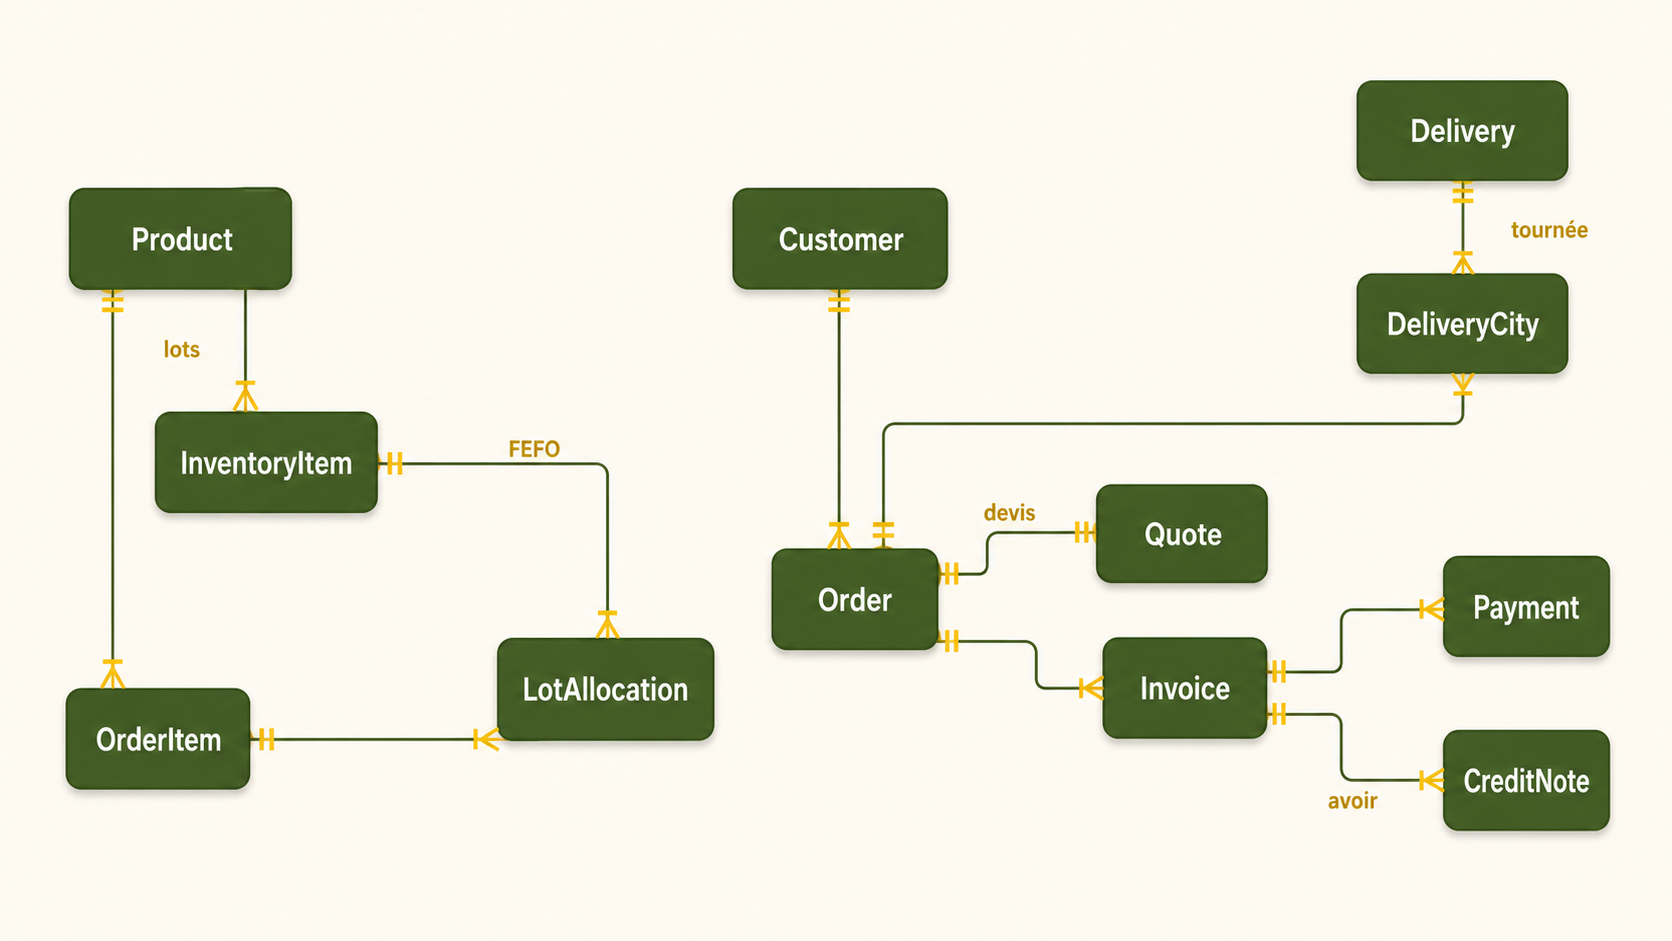 Delivery
Product
Customer
tournée
DeliveryCity
lots
InventoryItem
FEFO
devis
Quote
Order
Payment
LotAllocation
Invoice
OrderItem
CreditNote
avoir